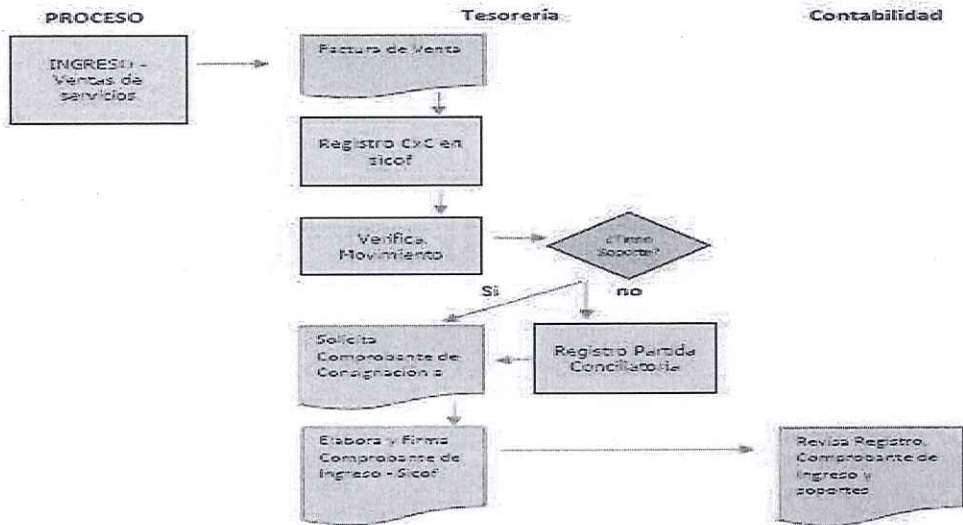 PROCESO
Tesorería
Contabilidad
INGRESO -
Ventas de
servicios
Factura de Venta
Registro CxC en
sicof
Verifica
Movimiento
¿Tiene
Soporte?
Si
no
Solicita
Comprobante de
Consignación a
Registro Partida
Conciliatoria
Elabora y Firma
Comprobante de
Ingreso - Sicof
Revisa Registro,
Comprobante de
Ingreso y
soportes